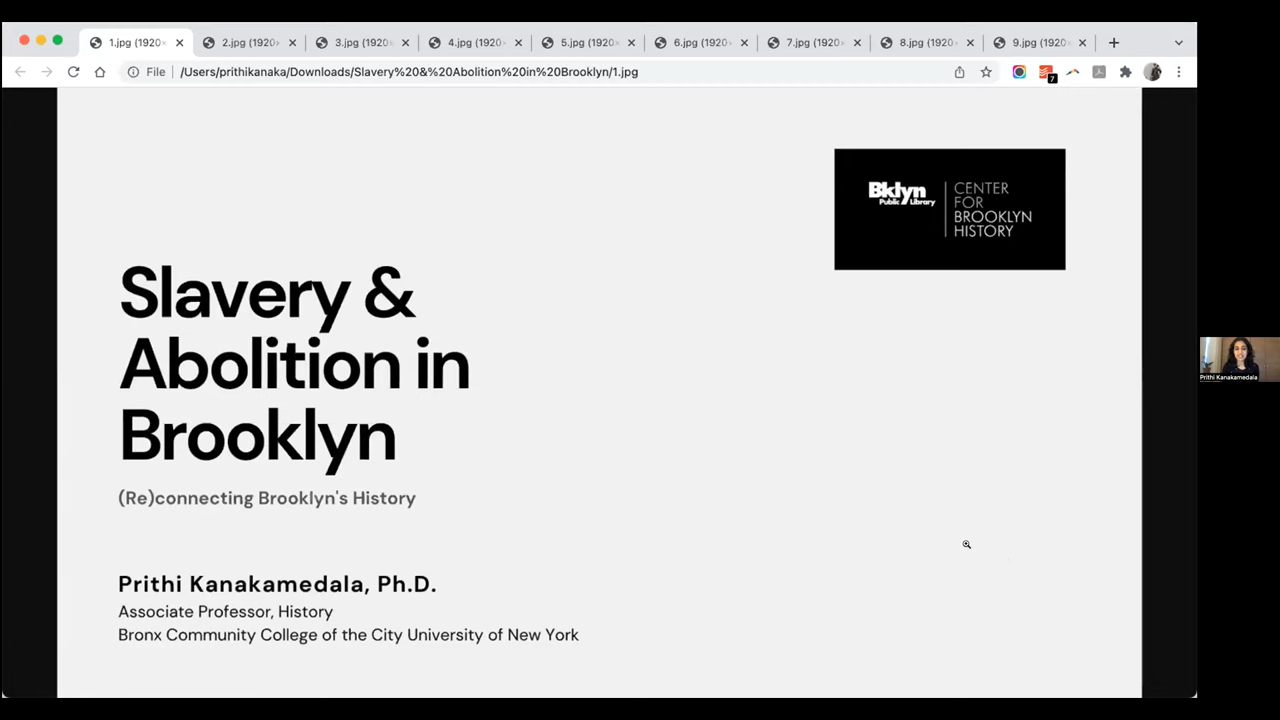 1.jpg (1920×
2.jpg (1920×
3.jpg (1920×
4.jpg (1920×
5.jpg (1920×
6.jpg (1920×
7.jpg (1920×
8.jpg (1920×
9.jpg (1920×
File
/Users/prithikanaka/Downloads/Slavery%20&%20Abolition%20in%20Brooklyn/1.jpg
7
Bklyn
Public Library
CENTER
FOR
BROOKLYN
HISTORY
Slavery &
Abolition in
Brooklyn
(Re)connecting Brooklyn's History
Prithi Kanakamedala
Prithi Kanakamedala, Ph.D.
Associate Professor, History
Bronx Community College of the City University of New York